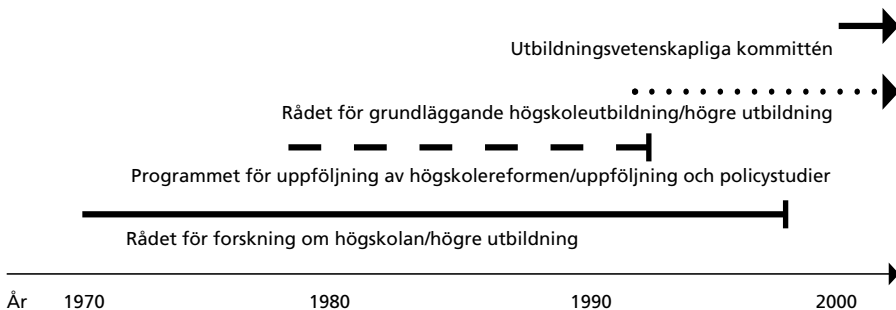 Utbildningsvetenskapliga kommittén
Rådet för grundläggande högskoleutbildning/högre utbildning
Programmet för uppföljning av högskolereformen/uppföljning och policystudier
Rådet för forskning om högskolan/högre utbildning
År 1970 1980 1990 2000